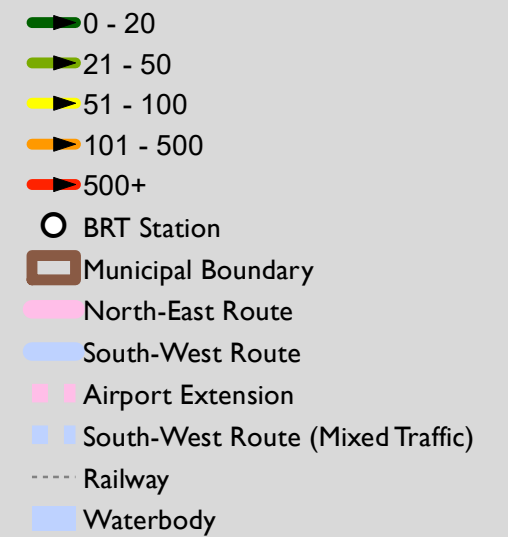 0 - 20
21 - 50
51 - 100
101 - 500
500+
BRT Station
Municipal Boundary
North-East Route
South-West Route
Airport Extension
South-West Route (Mixed Traffic)
Railway
Waterbody